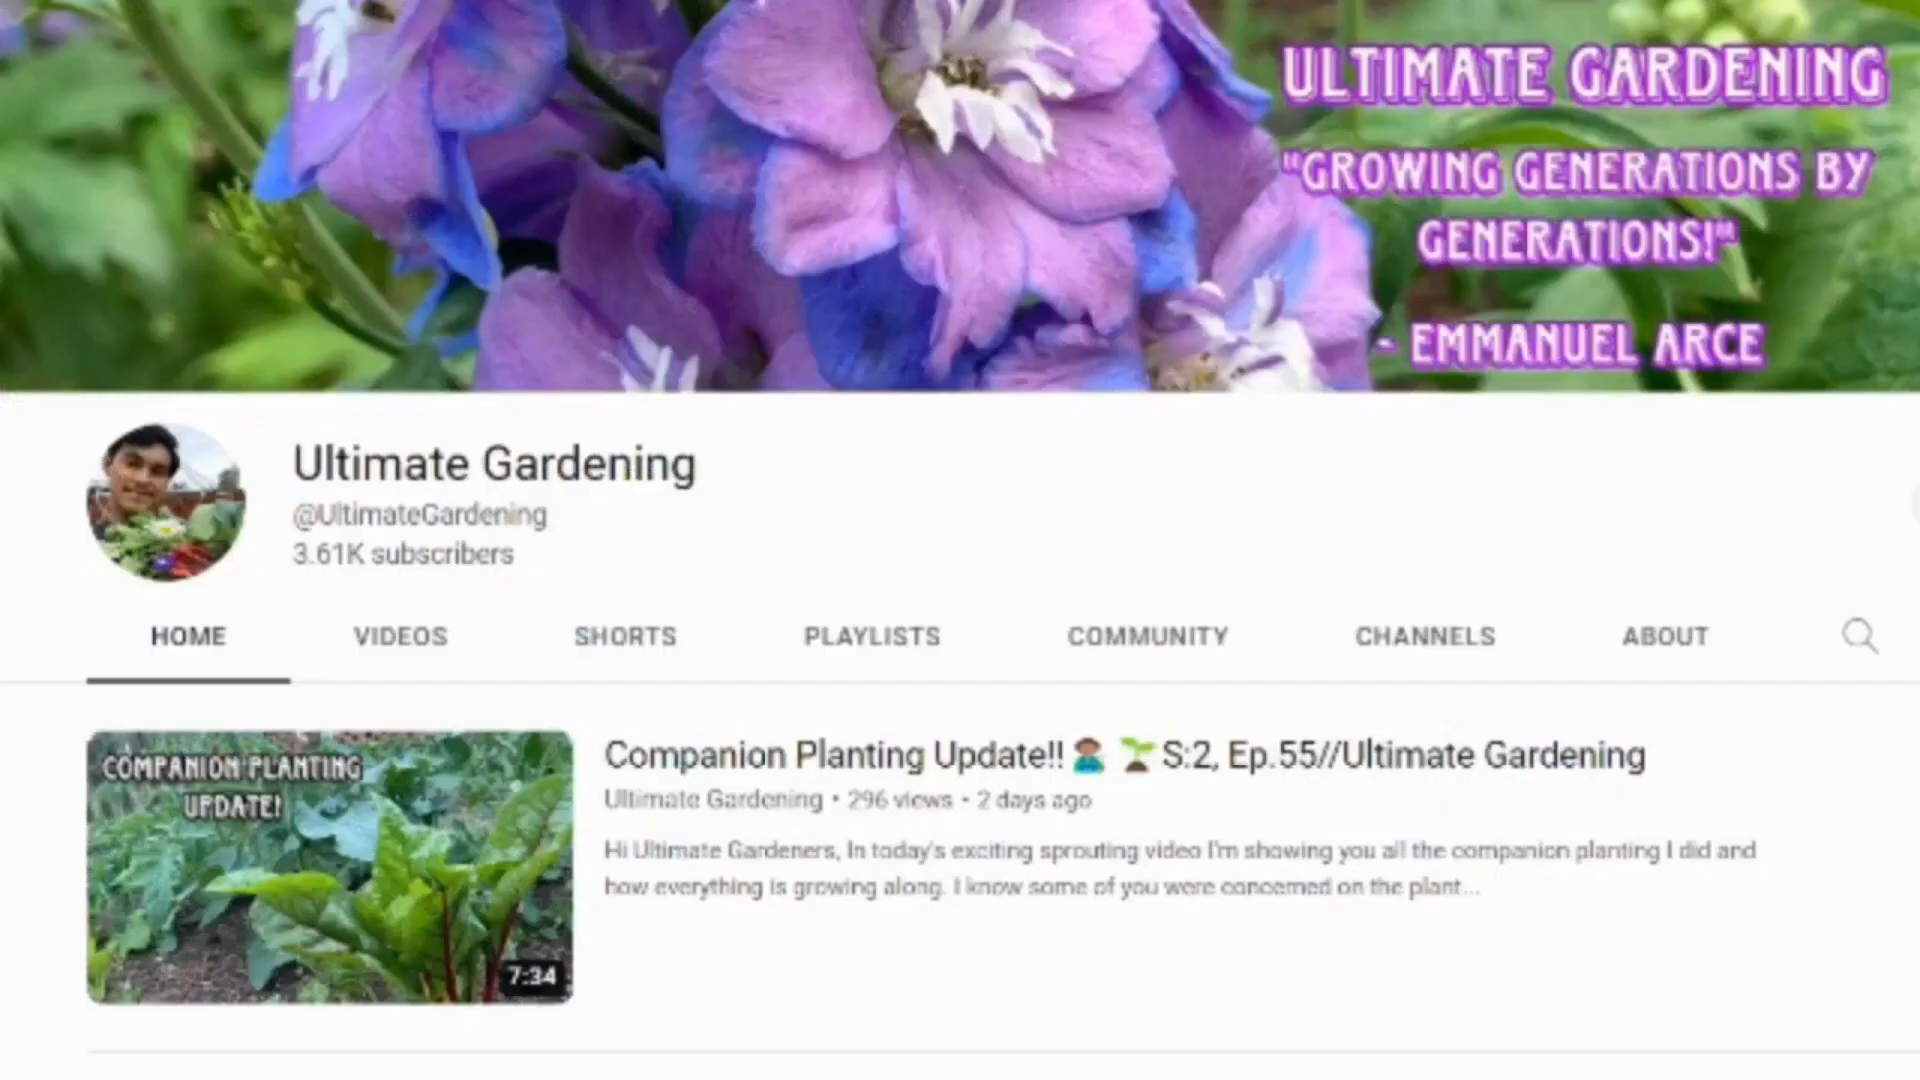 ULTIMATE GARDENING
"GROWING GENERATIONS BY
GENERATIONS!"
- EMMANUEL ARCE
Ultimate Gardening
@UltimateGardening
3.61K subscribers
HOME VIDEOS SHORTS PLAYLISTS COMMUNITY CHANNELS ABOUT
COMPANION PLANTING
UPDATE!
7:34
Companion Planting Update!! S:2, Ep.55//Ultimate Gardening
Ultimate Gardening • 296 views • 2 days ago
Hi Ultimate Gardeners, In today's exciting sprouting video I'm showing you all the companion planting I did and
how everything is growing along. I know some of you were concerned on the plant...